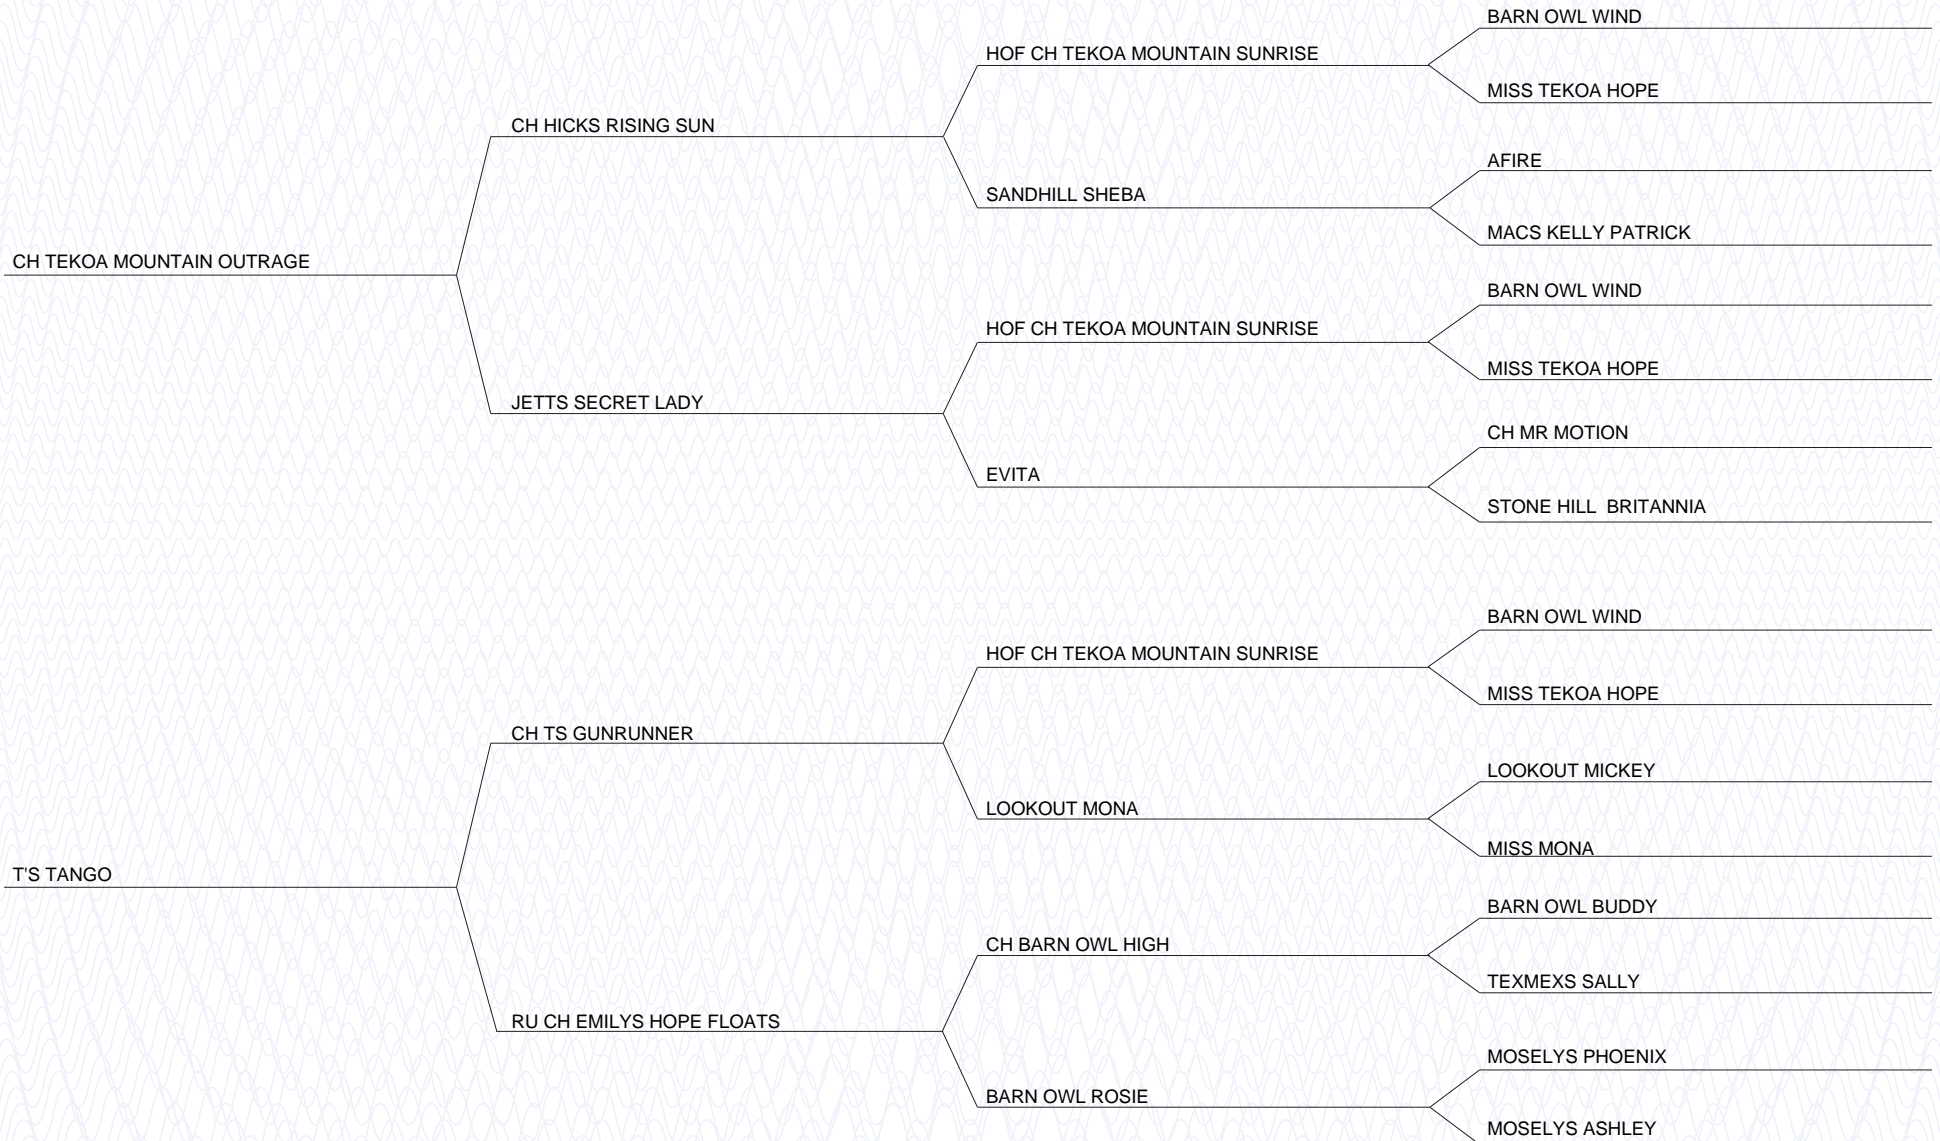 BARN OWL WIND
HOF CH TEKOA MOUNTAIN SUNRISE
MISS TEKOA HOPE
CH HICKS RISING SUN
AFIRE
SANDHILL SHEBA
MACS KELLY PATRICK
CH TEKOA MOUNTAIN OUTRAGE
BARN OWL WIND
HOF CH TEKOA MOUNTAIN SUNRISE
MISS TEKOA HOPE
JETTS SECRET LADY
CH MR MOTION
EVITA
STONE HILL  BRITANNIA
BARN OWL WIND
HOF CH TEKOA MOUNTAIN SUNRISE
MISS TEKOA HOPE
CH TS GUNRUNNER
LOOKOUT MICKEY
LOOKOUT MONA
MISS MONA
T'S TANGO
BARN OWL BUDDY
CH BARN OWL HIGH
TEXMEXS SALLY
RU CH EMILYS HOPE FLOATS
MOSELYS PHOENIX
BARN OWL ROSIE
MOSELYS ASHLEY